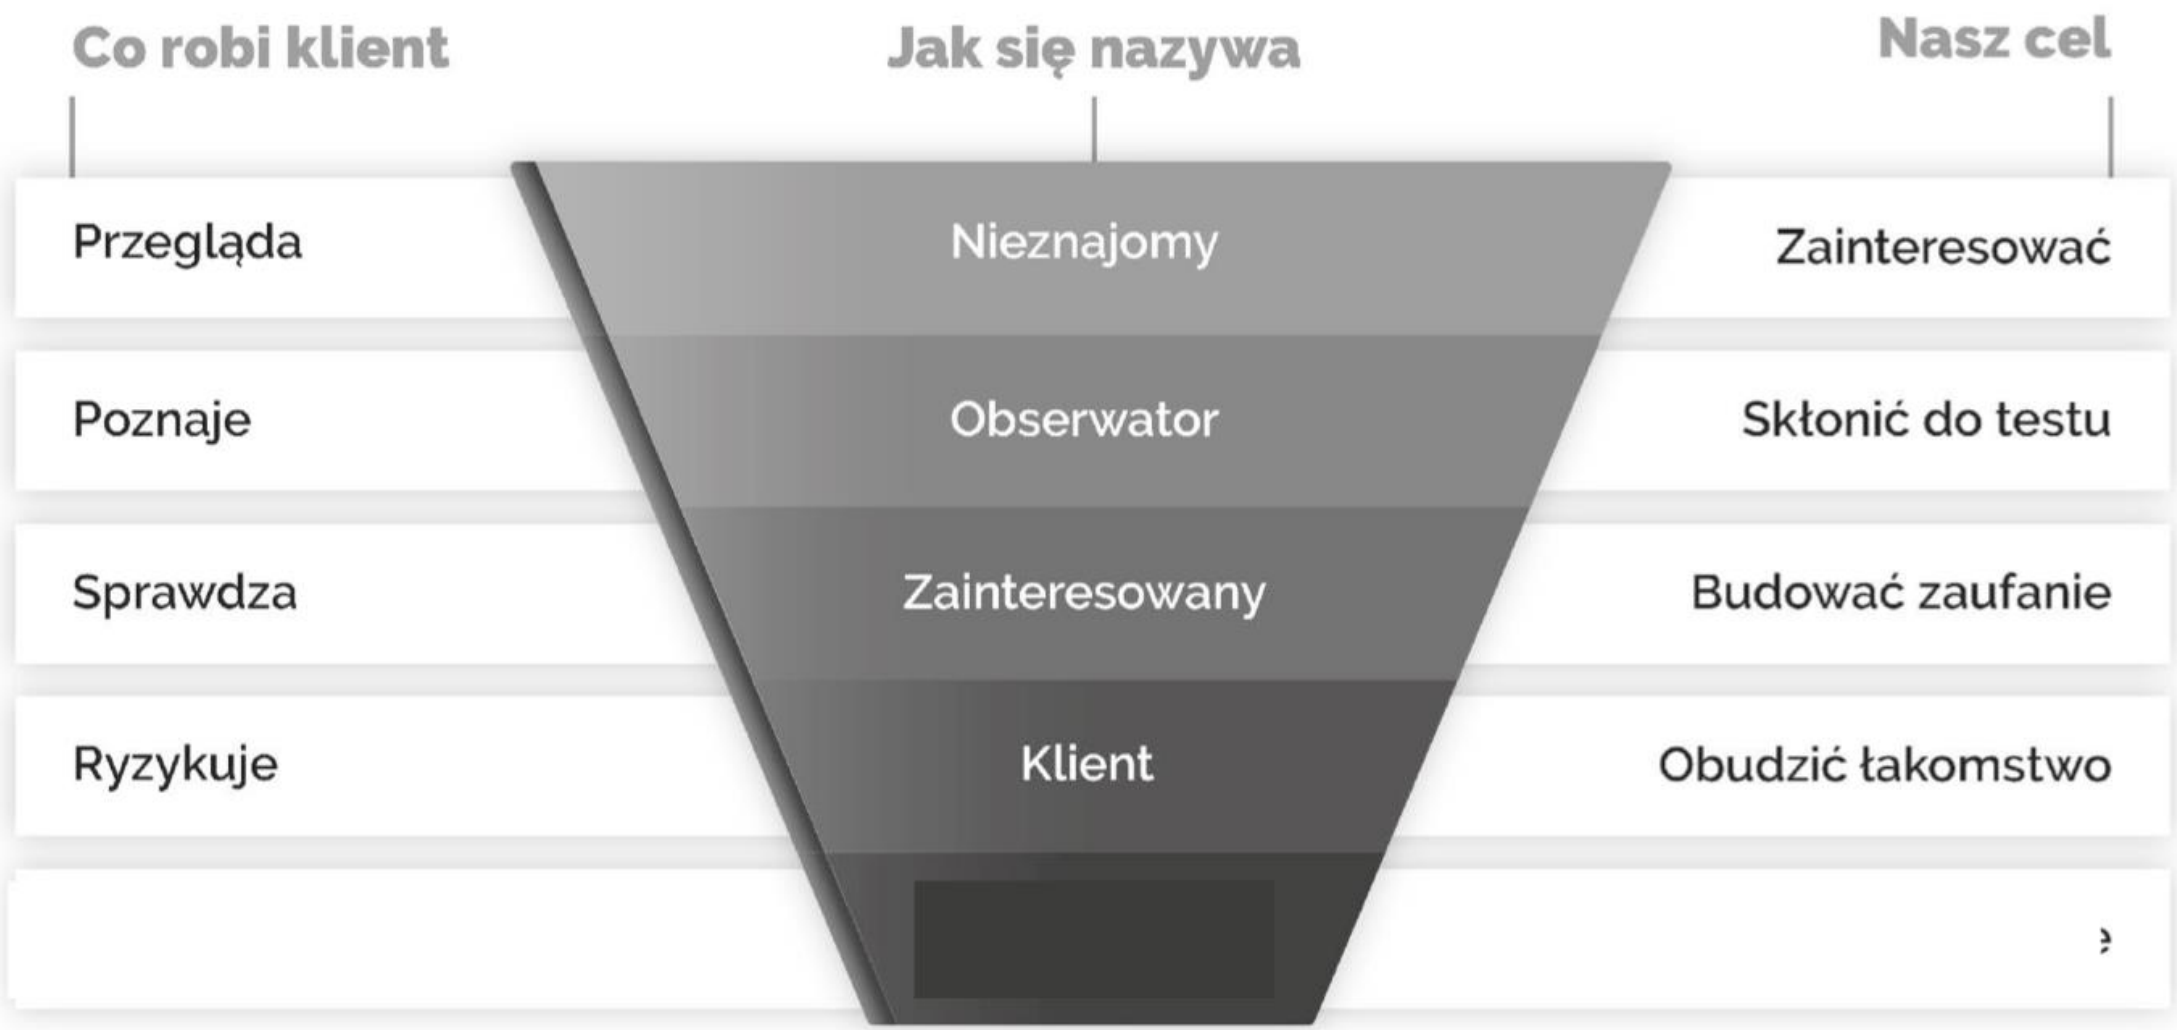 Co robi klient Jak się nazywa Nasz cel
Przegląda Nieznajomy Zainteresować
Poznaje Obserwator Skłonić do testu
Sprawdza Zainteresowany Budować zaufanie
Ryzykuje Klient Obudzić łakomstwo